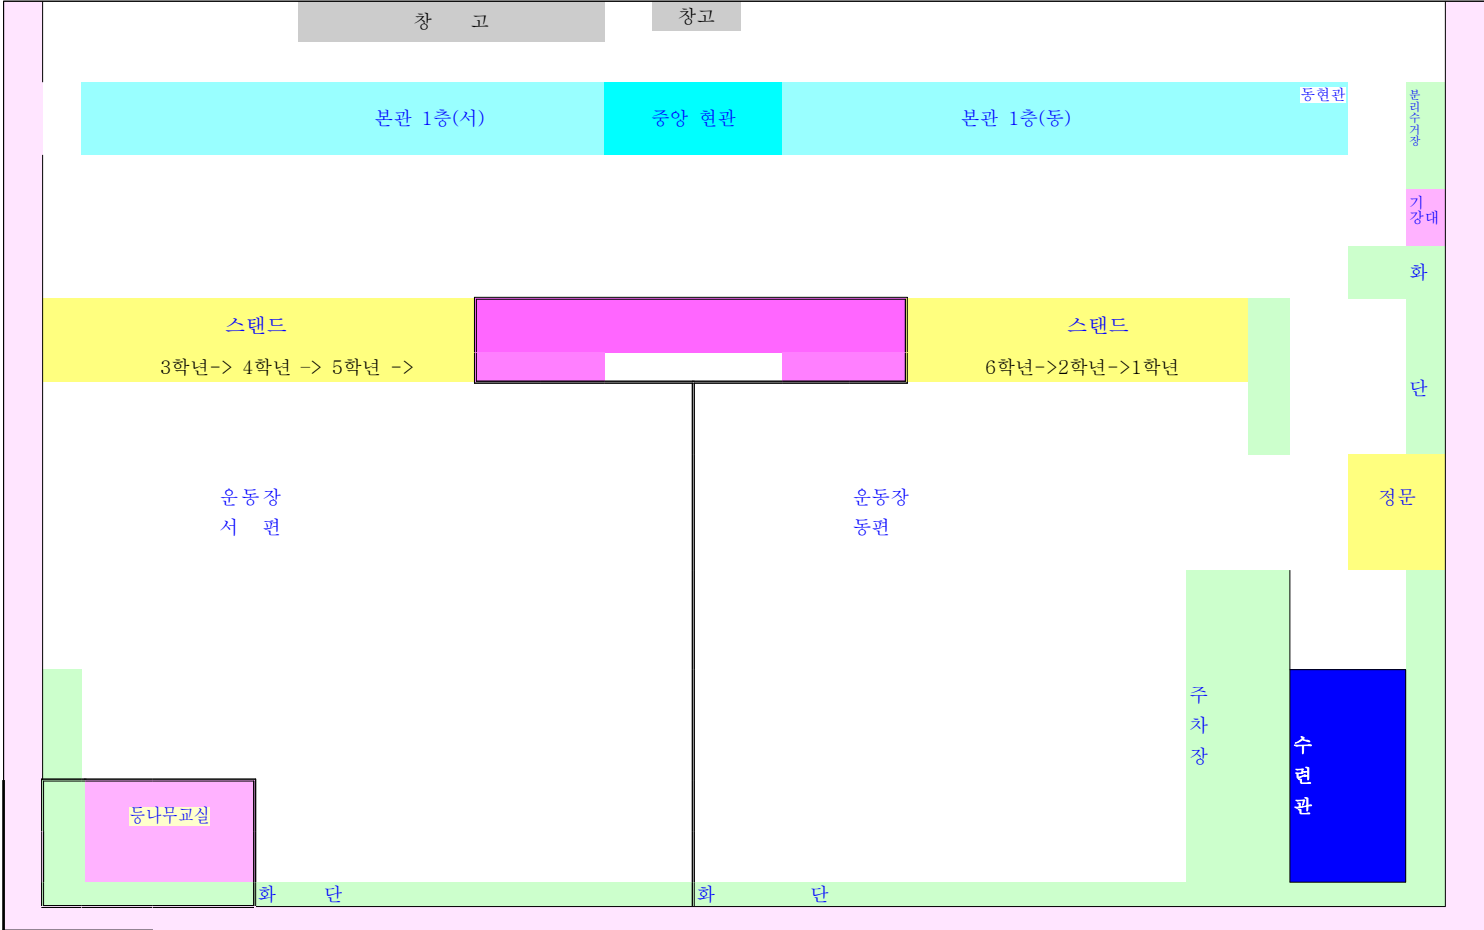 창 고
창고
본관 1층(서)
중앙 현관
본관 1층(동)
동현관
분리수거장
기
강대
화
단
스탠드
3학년-> 4학년 -> 5학년 ->
스탠드
6학년->2학년->1학년
운동장
서 편
운동장
동편
정문
주
차
장
수
련
관
등나무교실
화 단
화 단